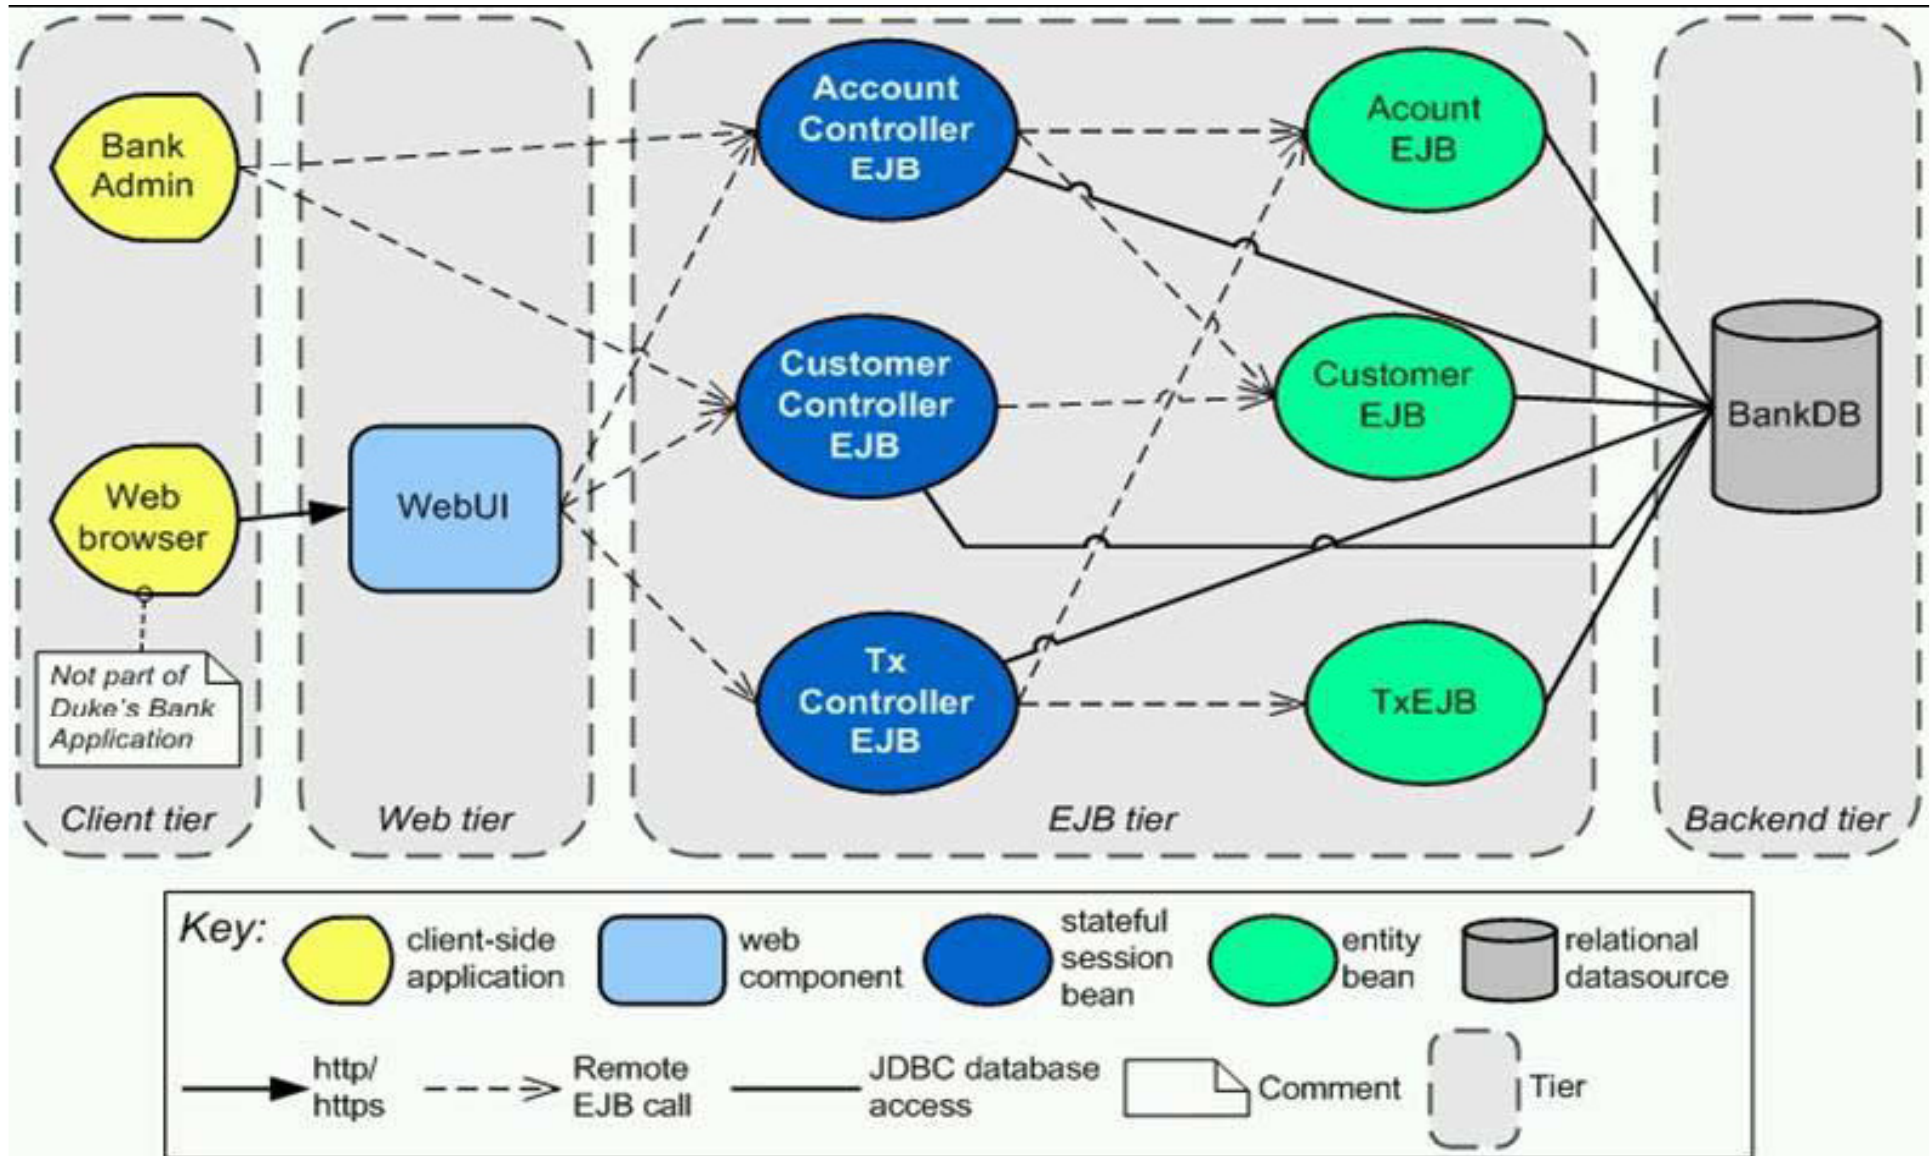 Bank
Admin
Web
browser
Not part of
Duke's Bank
Application
Client tier
WebUI
Web tier
Account
Controller
EJB
Customer
Controller
EJB
Tx
Controller
EJB
Acount
EJB
Customer
EJB
TxEJB
EJB tier
BankDB
Backend tier
Key:
client-side
application
web
component
stateful
session
bean
entity
bean
relational
datasource
http/
https
Remote
EJB call
JDBC database
access
Comment
Tier